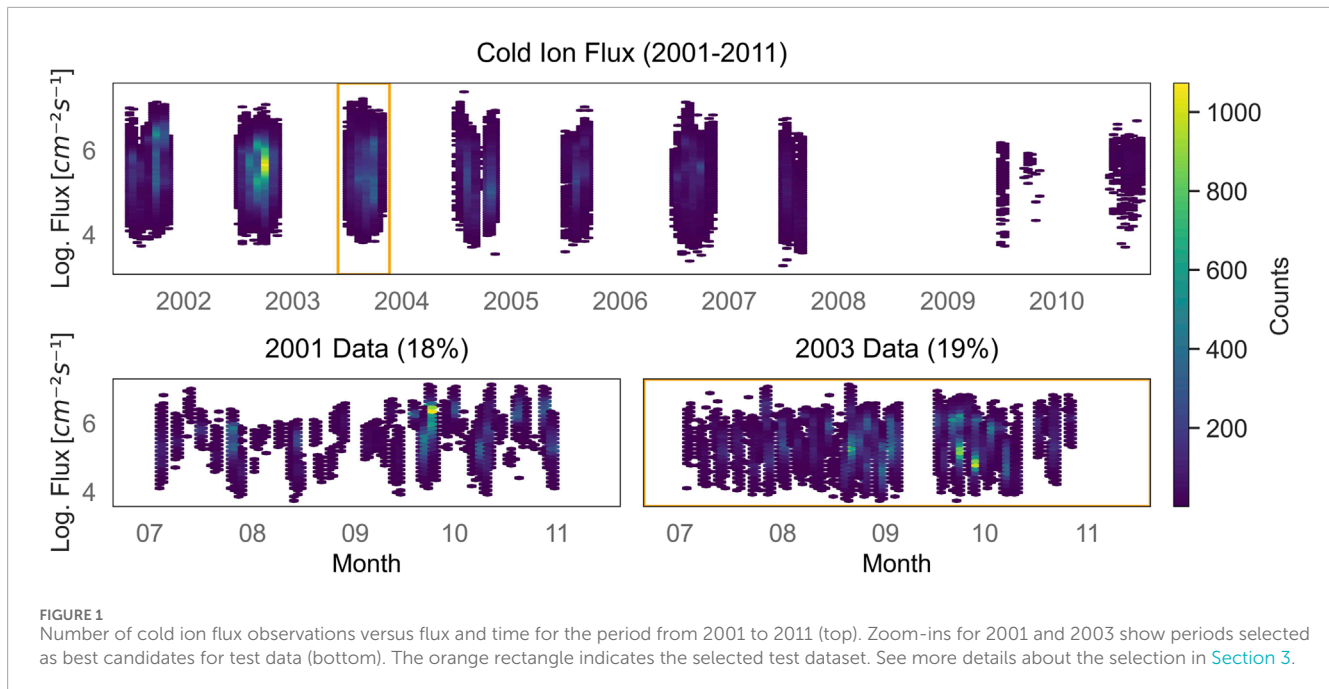 Cold Ion Flux (2001-2011)
Log. Flux [cm⁻²s⁻¹]
6
4
2002 2003 2004 2005 2006 2007 2008 2009 2010
1000
800
600
400
200
Counts
2001 Data (18%)
Log. Flux [cm⁻²s⁻¹]
6
4
07 08 09 10 11
Month
2003 Data (19%)
07 08 09 10 11
Month
FIGURE 1
Number of cold ion flux observations versus flux and time for the period from 2001 to 2011 (top). Zoom-ins for 2001 and 2003 show periods selected
as best candidates for test data (bottom). The orange rectangle indicates the selected test dataset. See more details about the selection in Section 3.